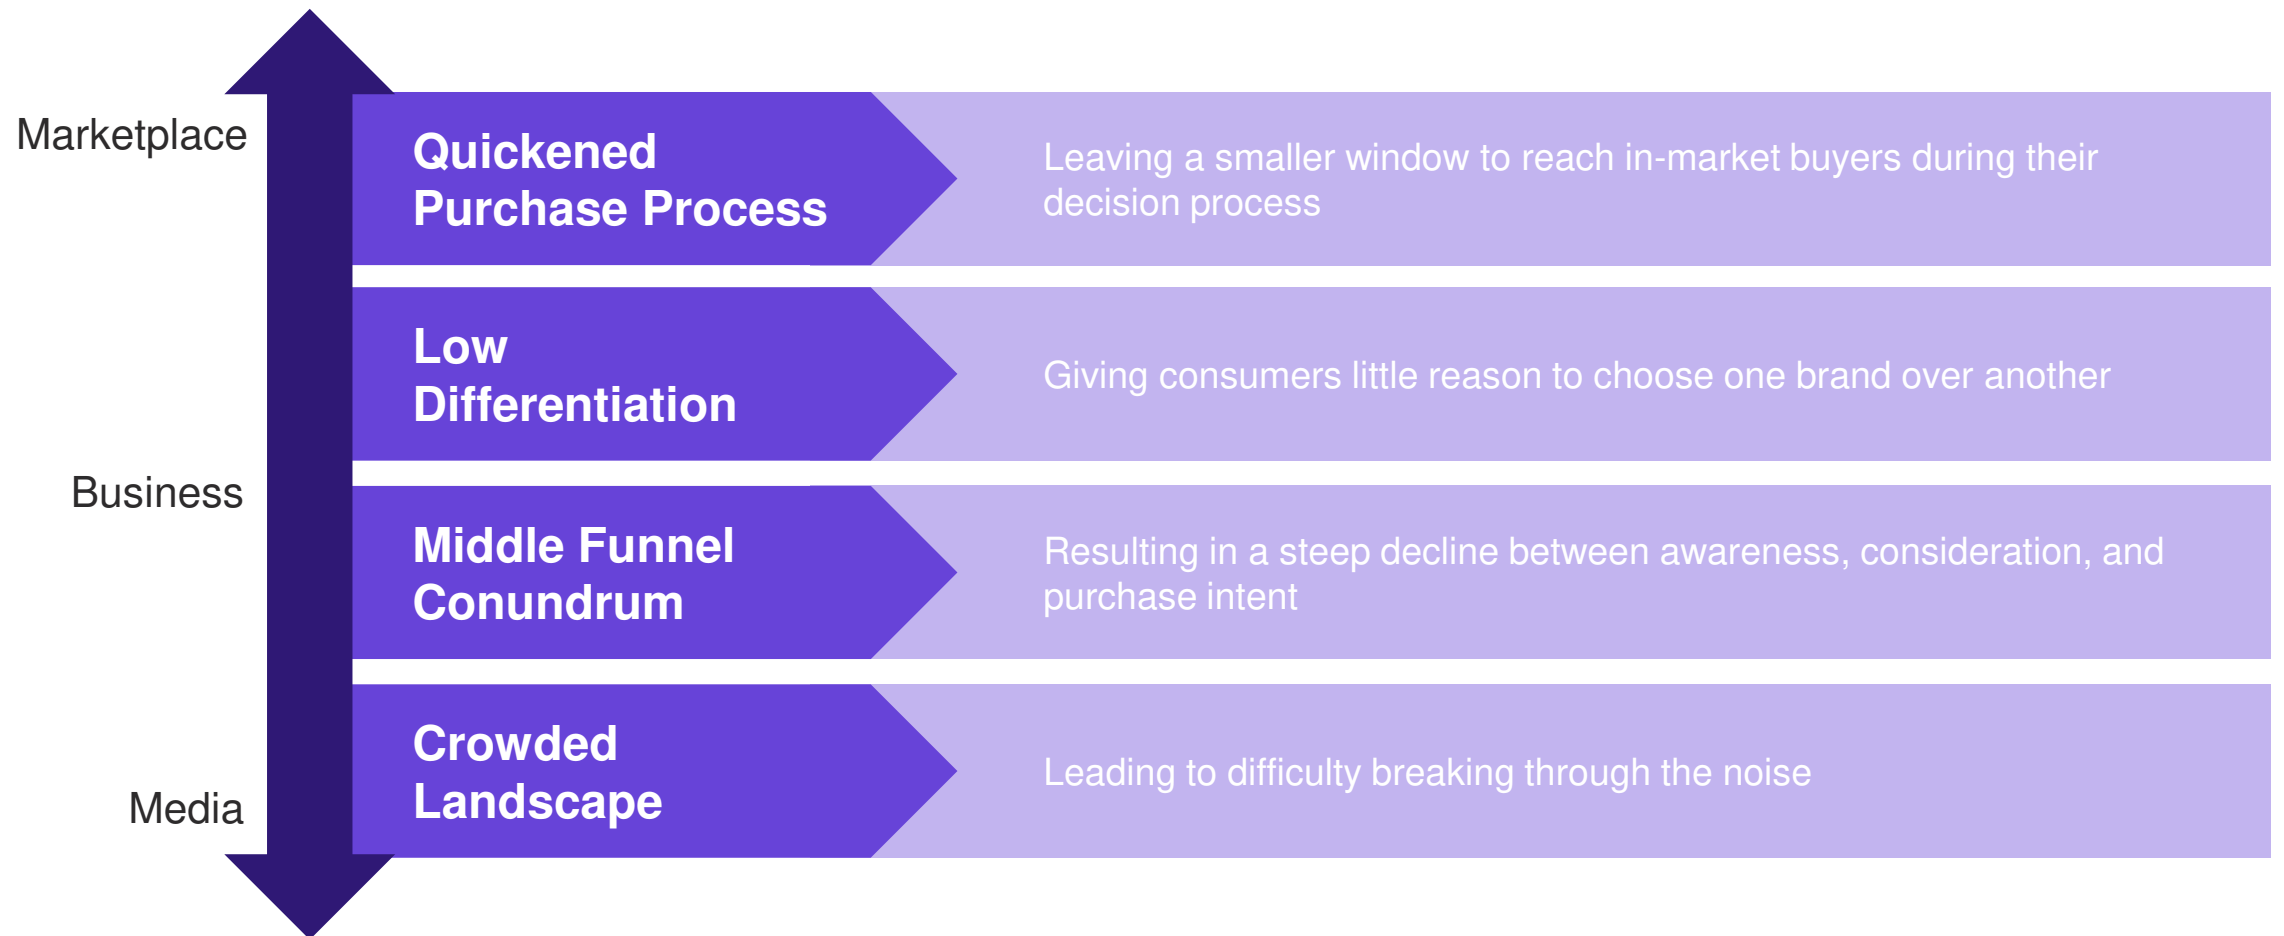 Marketplace
Quickened
Purchase Process
Leaving a smaller window to reach in-market buyers during their
decision process
Low
Differentiation
Giving consumers little reason to choose one brand over another
Business
Middle Funnel
Conundrum
Resulting in a steep decline between awareness, consideration, and
purchase intent
Media
Crowded
Landscape
Leading to difficulty breaking through the noise